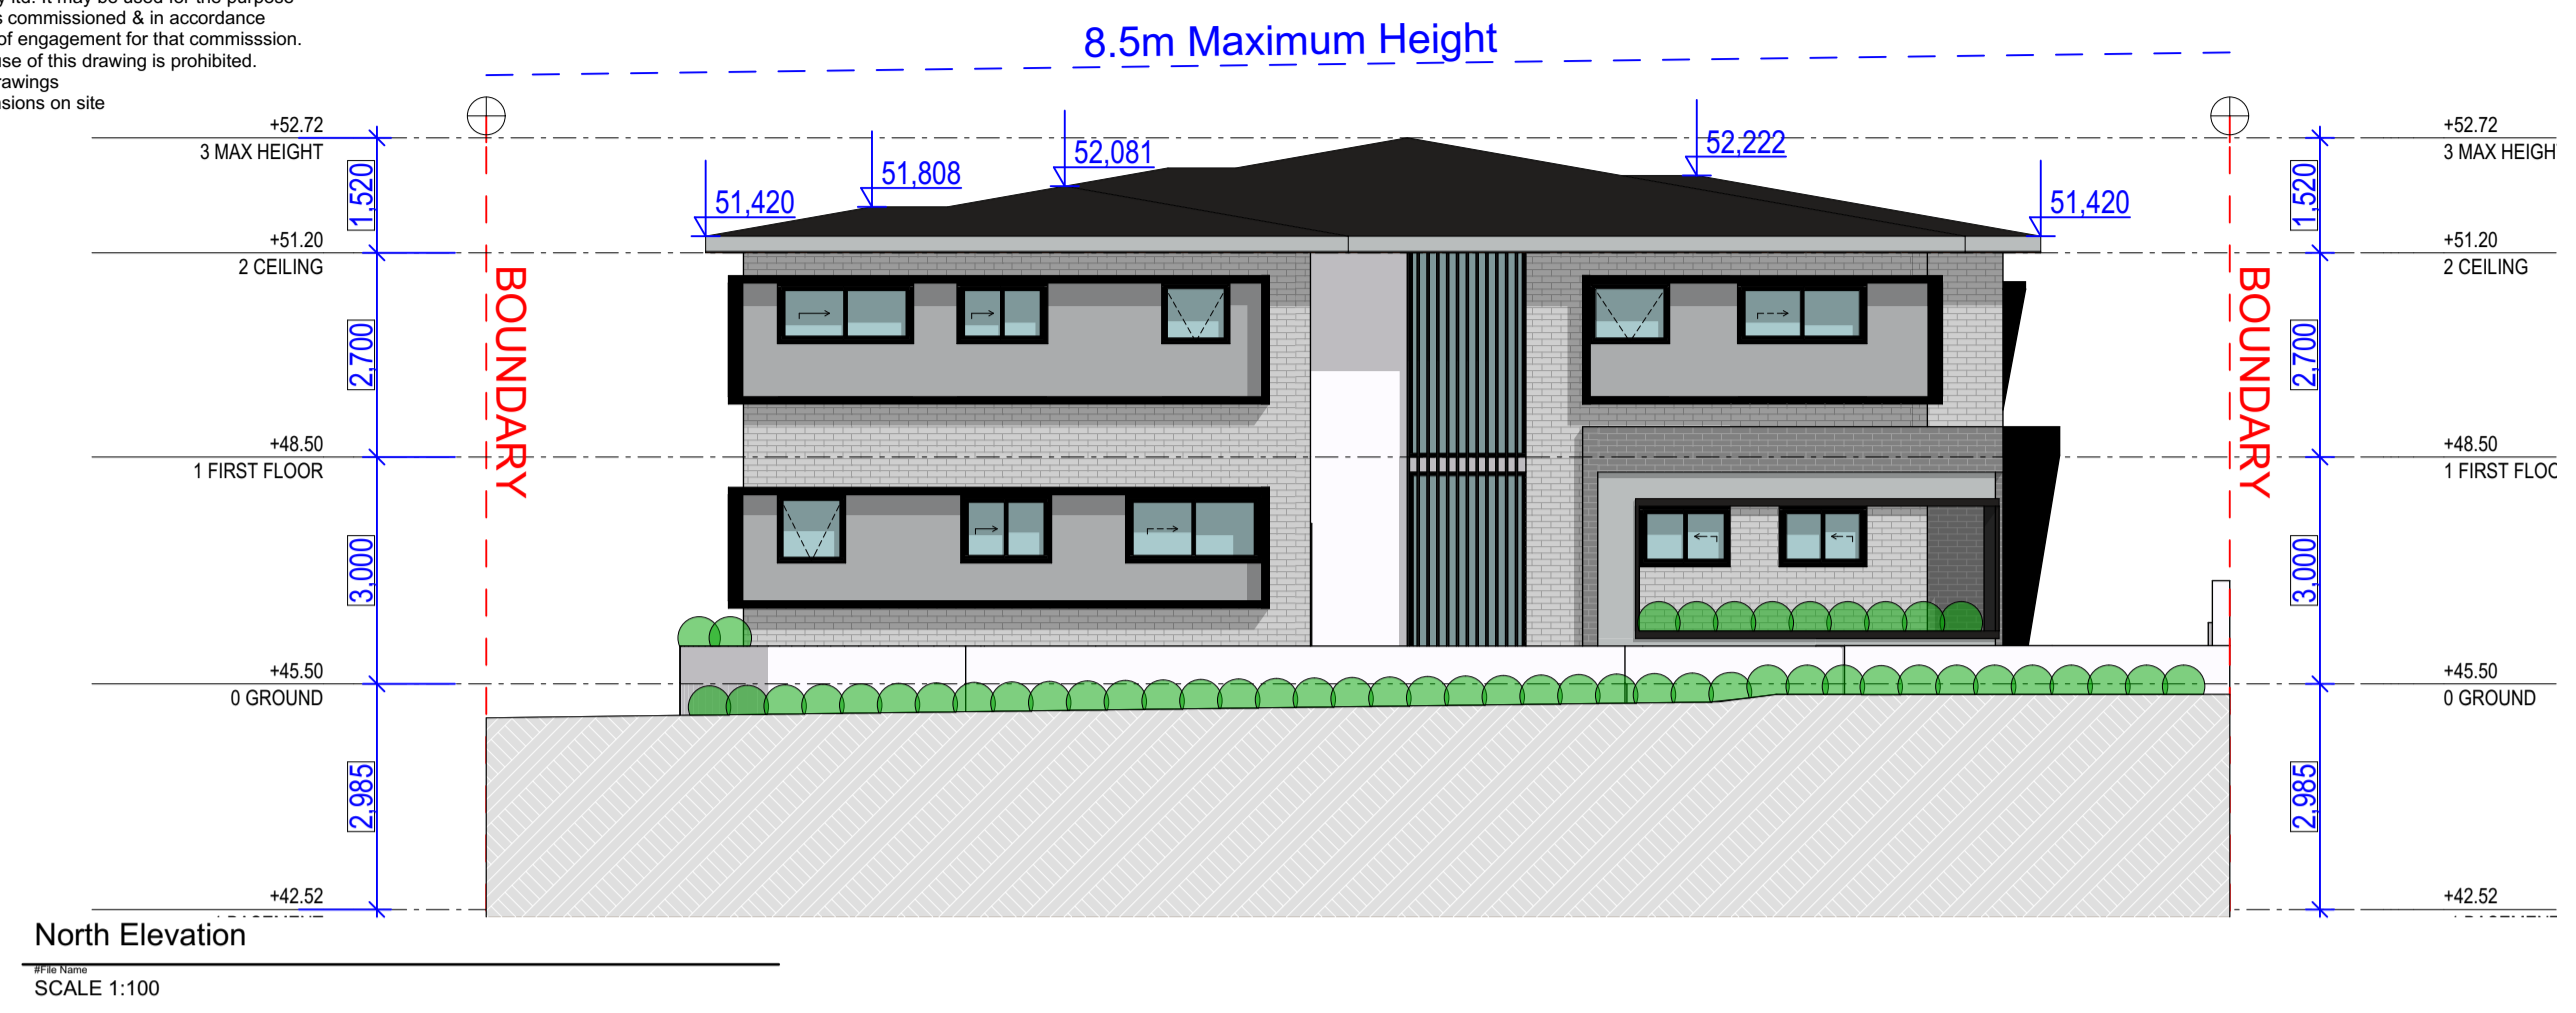 s commissioned & in accordance
of engagement for that commisssion.
use of this drawing is prohibited.
rawings
nsions on site
8.5m Maximum Height
+52.72
3 MAX HEIGHT
+51.20
2 CEILING
+48.50
1 FIRST FLOOR
+45.50
0 GROUND
+42.52
1,520
2,700
3,000
2,985
BOUNDARY
51,420
51,808
52,081
52,222
51,420
BOUNDARY
1,520
2,700
3,000
2,985
+52.72
3 MAX HEIGH
+51.20
2 CEILING
+48.50
1 FIRST FLOO
+45.50
0 GROUND
+42.52
North Elevation
#File Name
SCALE 1:100